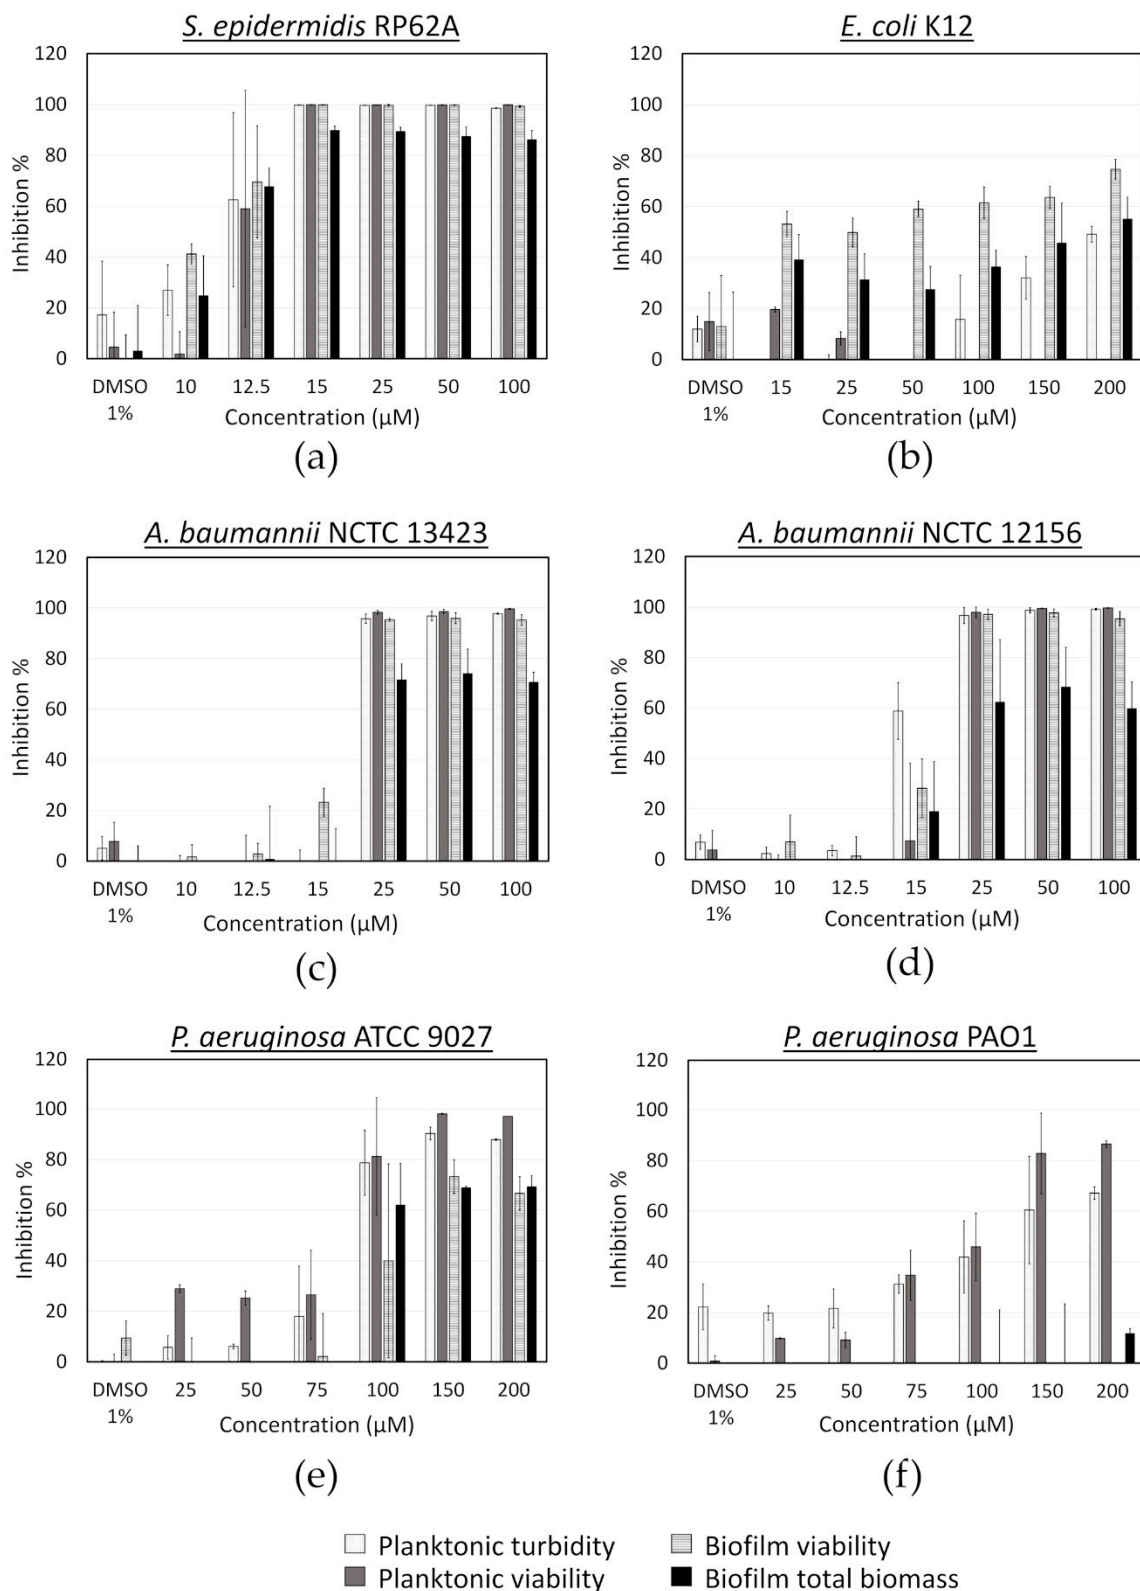 S. epidermidis RP62A
120
100
80
60
40
20
0
Inhibition %
DMSO 1%
10
12.5
15
25
50
100
Concentration (µM)
(a)
E. coli K12
120
100
80
60
40
20
0
Inhibition %
DMSO 1%
15
25
50
100
150
200
Concentration (µM)
(b)
A. baumannii NCTC 13423
120
100
80
60
40
20
0
Inhibition %
DMSO 1%
10
12.5
15
25
50
100
Concentration (µM)
(c)
A. baumannii NCTC 12156
120
100
80
60
40
20
0
Inhibition %
DMSO 1%
10
12.5
15
25
50
100
Concentration (µM)
(d)
P. aeruginosa ATCC 9027
120
100
80
60
40
20
0
Inhibition %
DMSO 1%
25
50
75
100
150
200
Concentration (µM)
(e)
P. aeruginosa PAO1
120
100
80
60
40
20
0
Inhibition %
DMSO 1%
25
50
75
100
150
200
Concentration (µM)
(f)
Planktonic turbidity
Biofilm viability
Planktonic viability
Biofilm total biomass